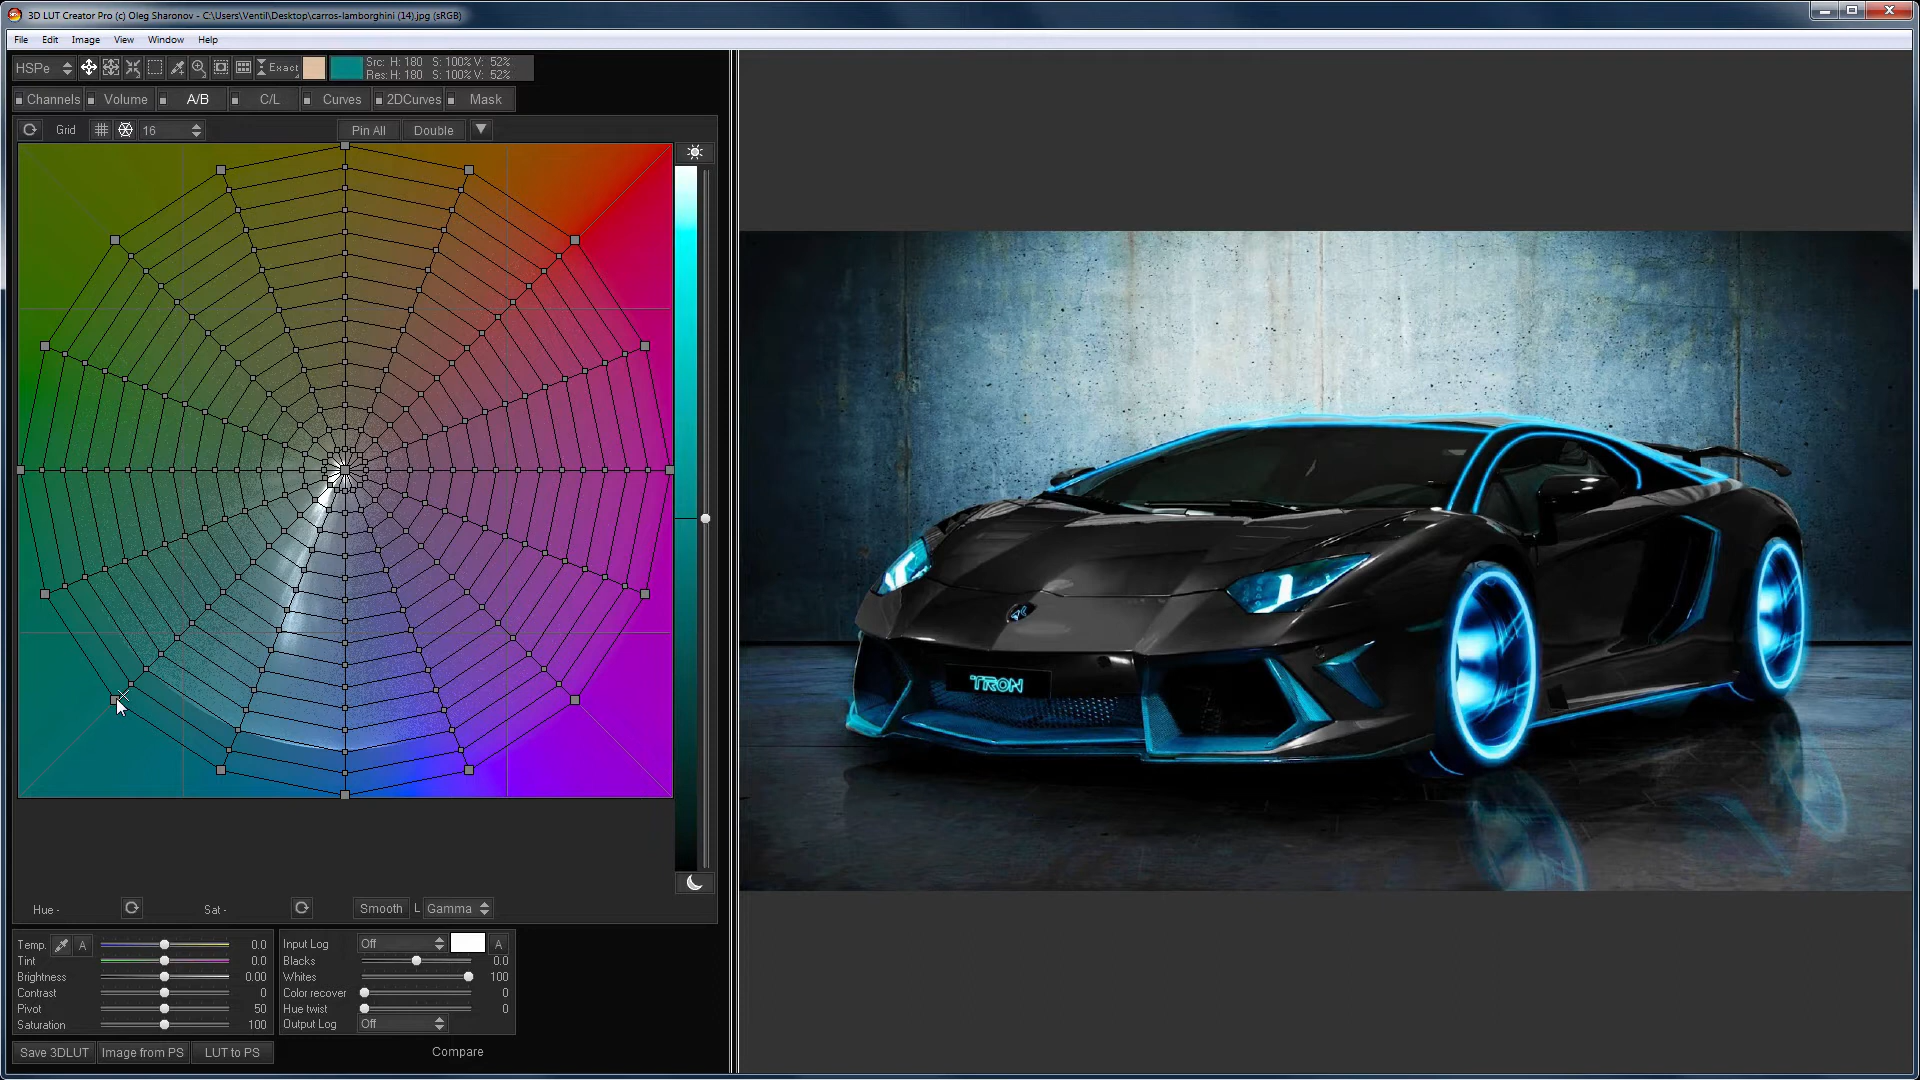 3D LUT Creator Pro (c) Oleg Sharonov - C:\Users\Ventil\Desktop\carros-lamborghini (14).jpg (sRGB)
File Edit Image View Window Help
HSPe Exact Src: H: 180 S: 100% V: 52%
Res: H: 180 S: 100% V: 52%
Channels Volume A/B C/L Curves 2DCurves Mask
Grid 16 Pin All Double
TRON
Hue - Sat - Smooth L Gamma
Temp. A 0.0 Input Log Off A
Tint 0.0 Blacks 0.0
Brightness 0.00 Whites 100
Contrast 0 Color recover 0
Pivot 50 Hue twist 0
Saturation 100 Output Log Off
Save 3DLUT Image from PS LUT to PS Compare